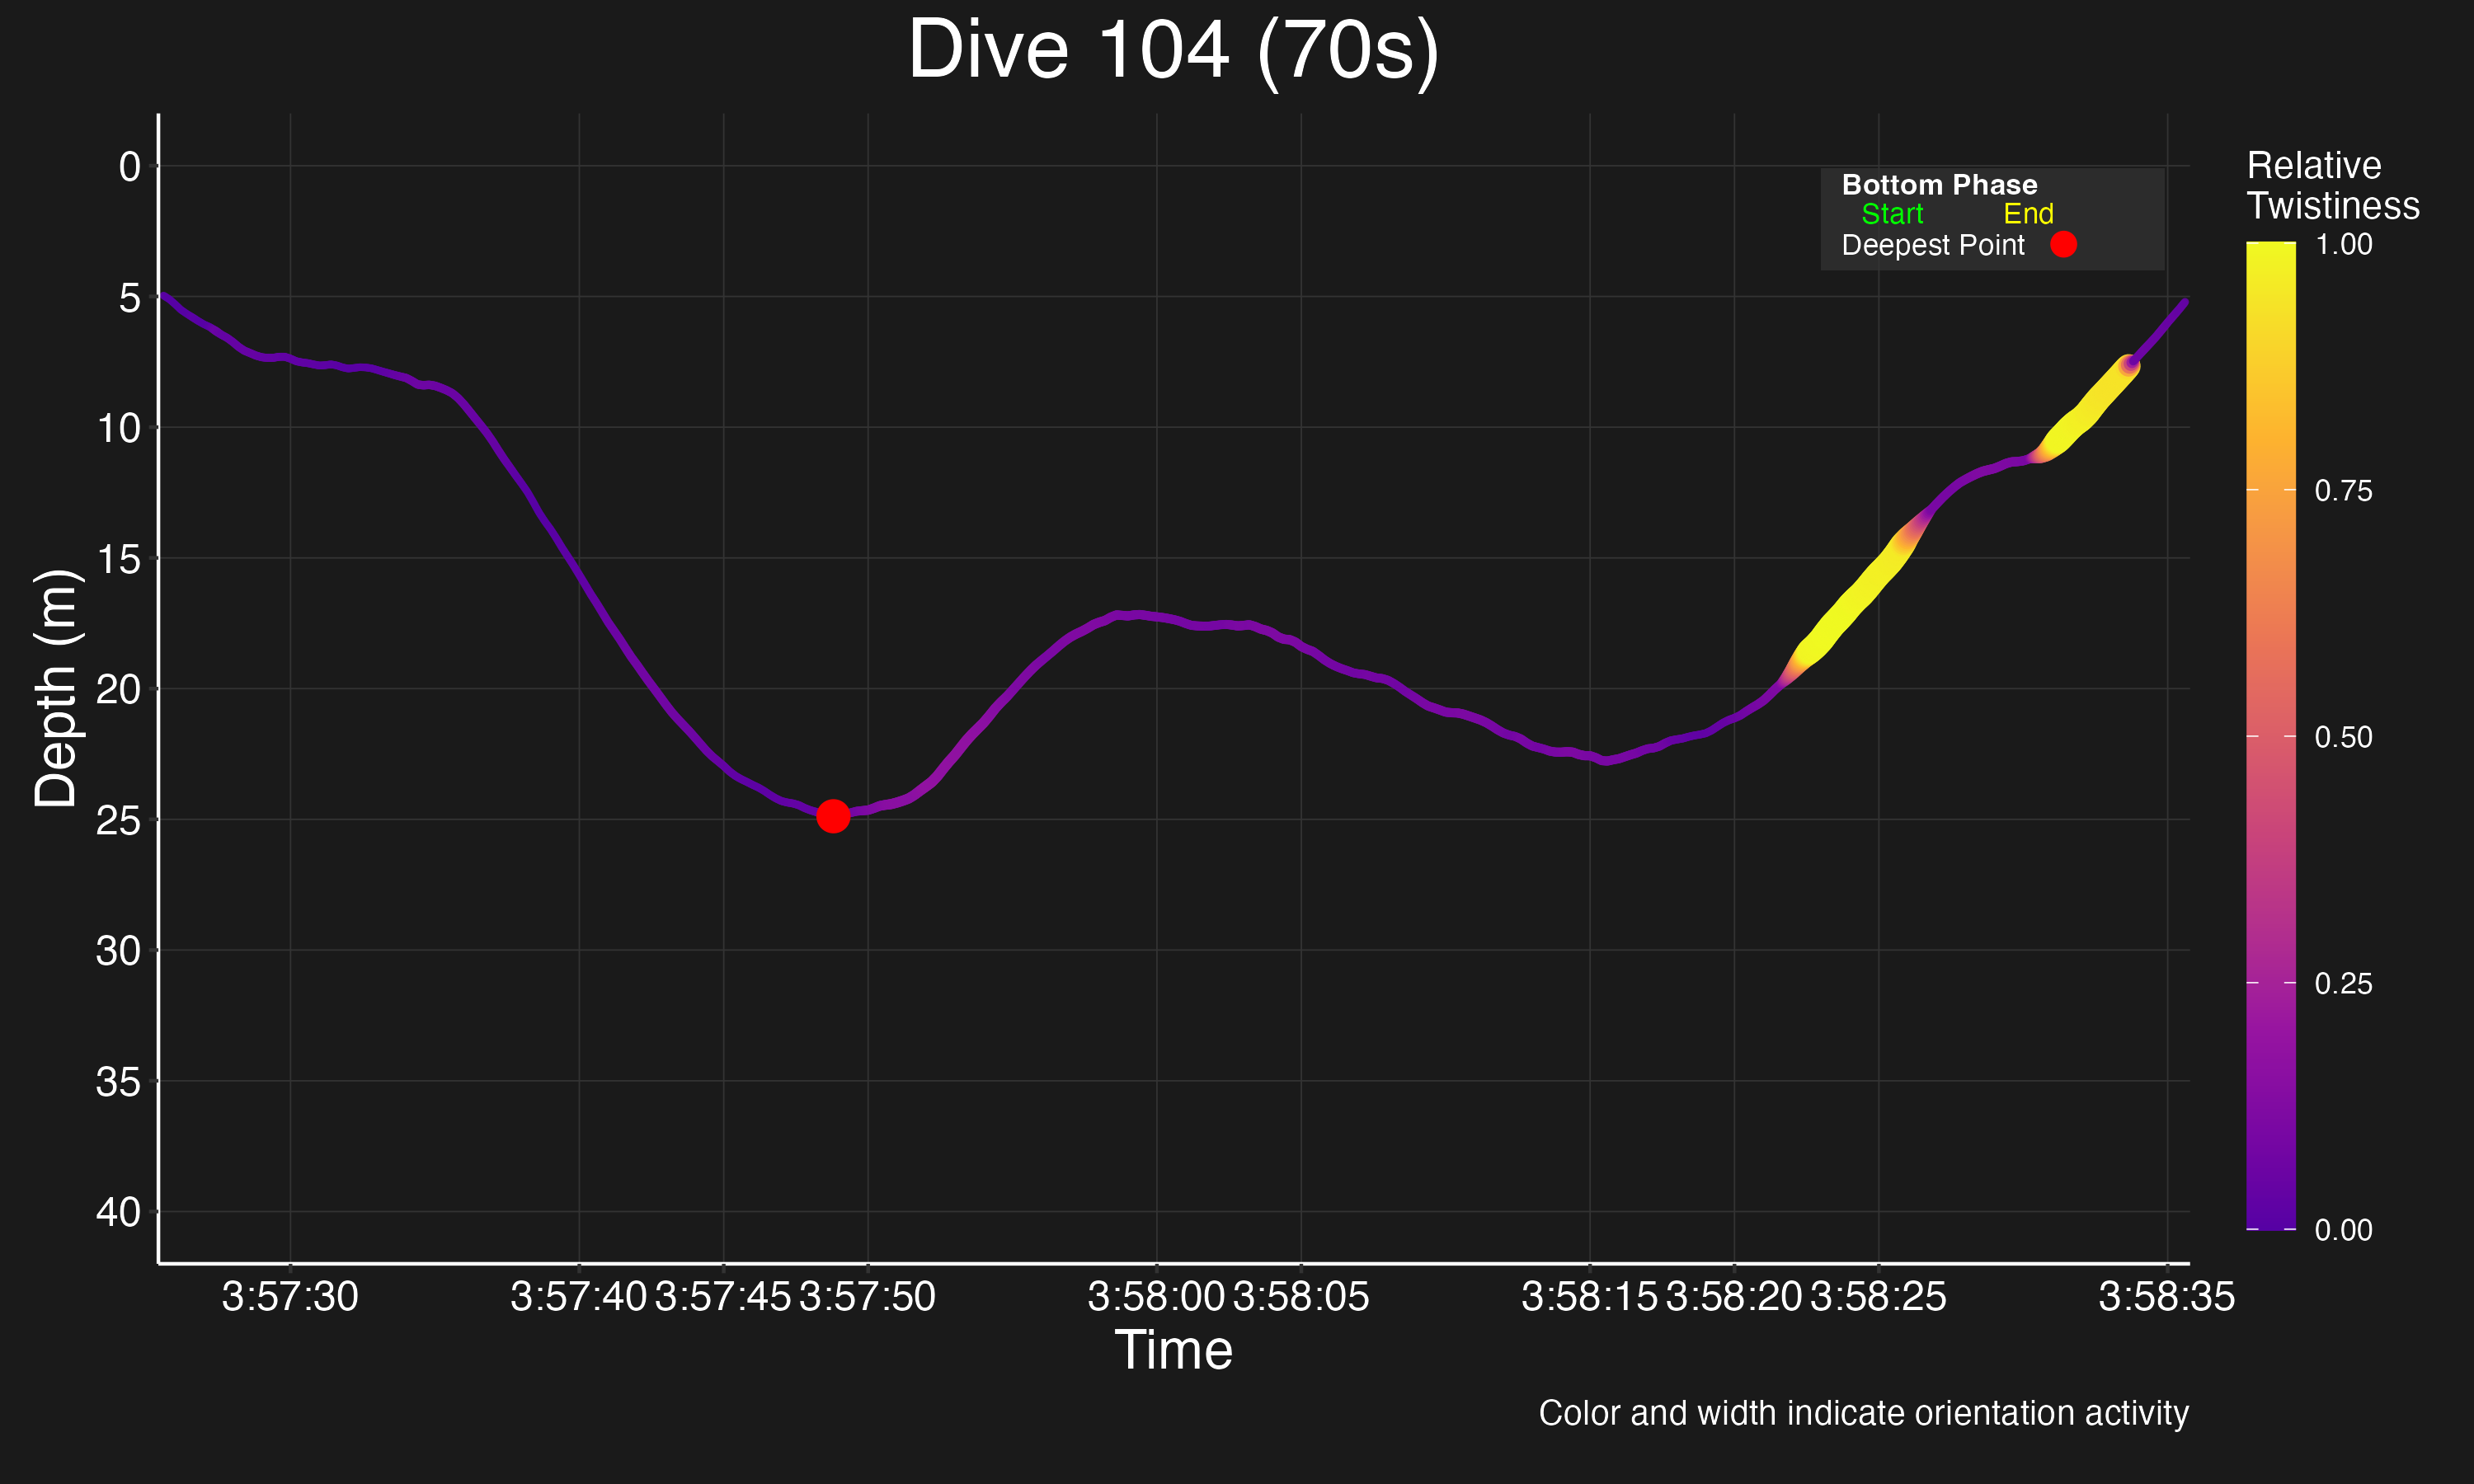 Dive 104 (70s)
Bottom Phase
Start End
Deepest Point
Relative
Twistiness
1.00
0.75
0.50
0.25
0.00
Depth (m)
0
5
10
15
20
25
30
35
40
3:57:30 3:57:40 3:57:45 3:57:50 3:58:00 3:58:05 3:58:15 3:58:20 3:58:25 3:58:35
Time
Color and width indicate orientation activity